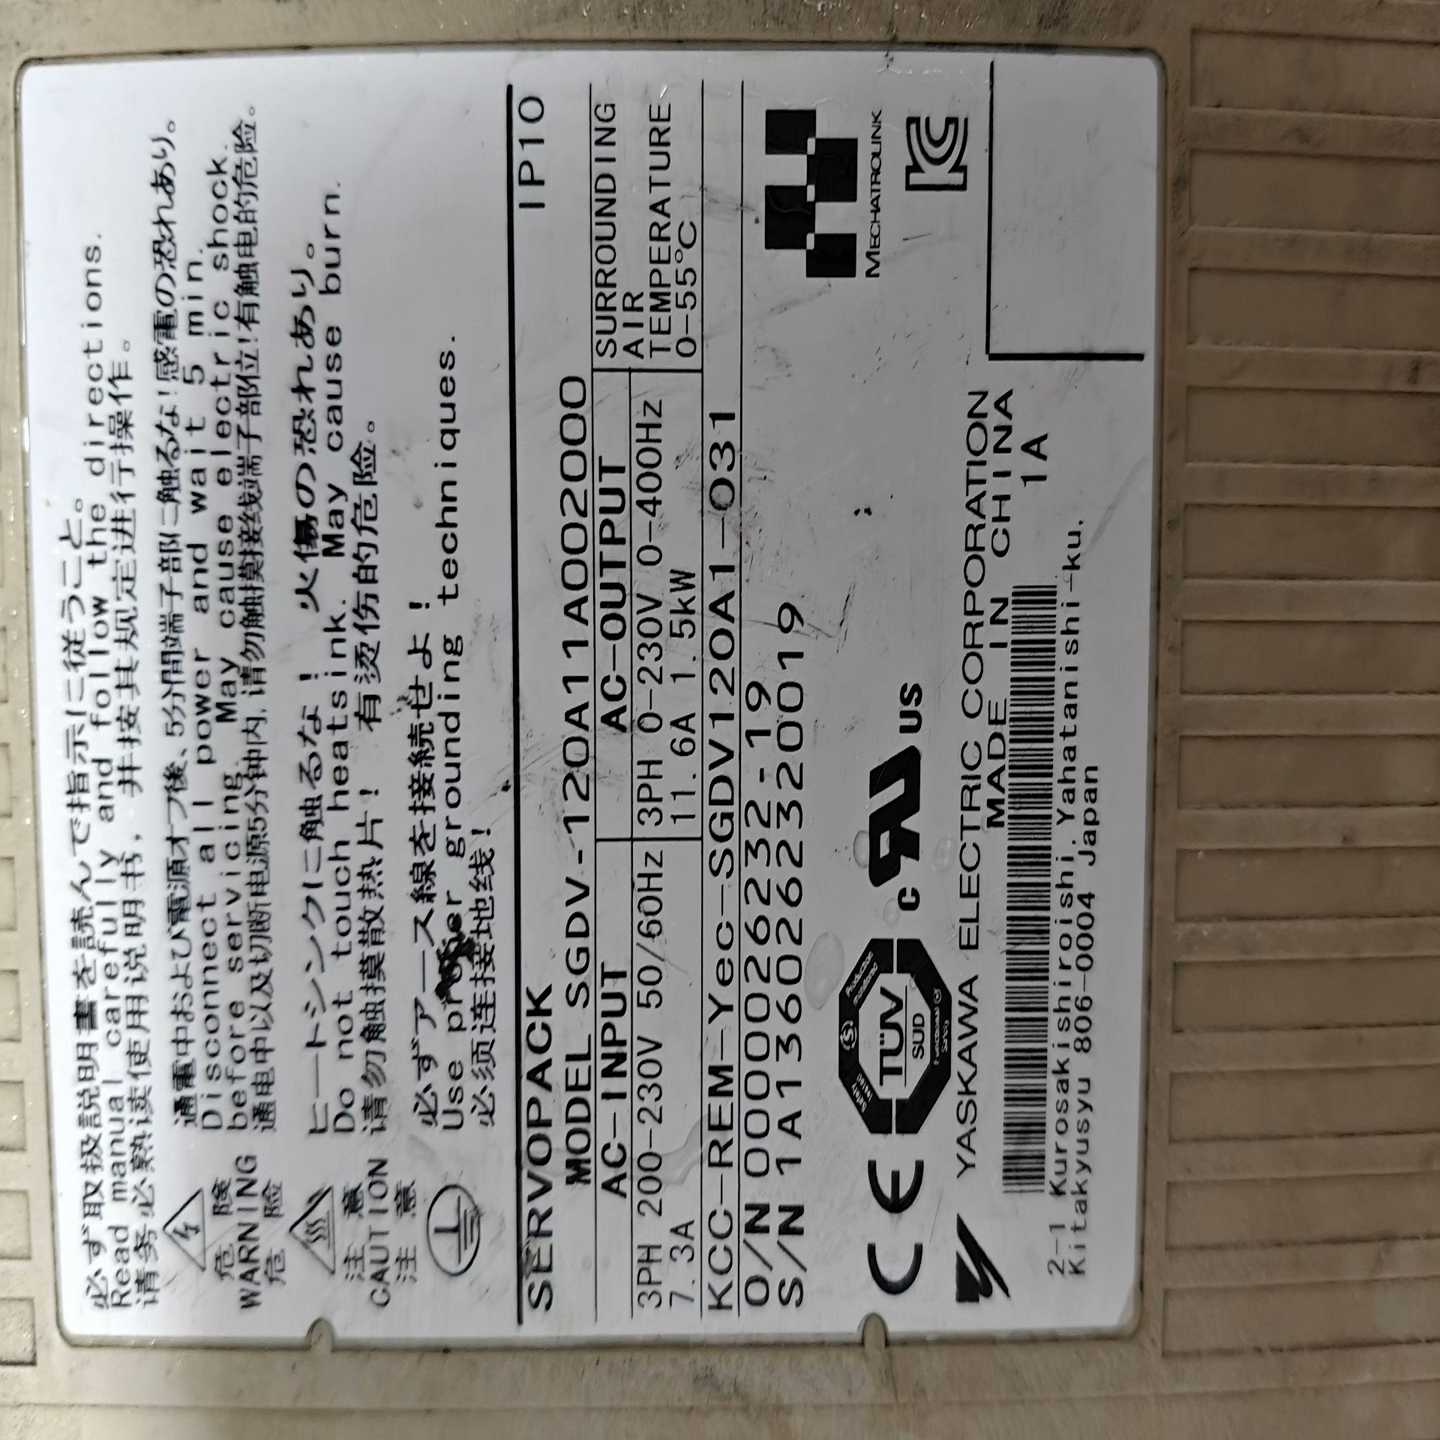 必ず取扱説明書を読んで指示に従うこと。
Read manual carefully and follow the directions.
请务必熟读使用说明书，并按其规定进行操作。
危険
WARNING
危险
通電中および電源オフ後、5分間端子部に触るな!感電の恐れあり。
Disconnect all power and wait 5 min.
before servicing. May cause electric shock.
通电中以及切断电源5分钟内,请勿触摸接线端子部位!有触电的危险。
注意
CAUTION
注意
ヒートシンクに触るな! 火傷の恐れあり。
Do not touch heatsink. May cause burn.
请勿触摸散热片! 有烫伤的危险。
必ずアース線を接続せよ!
Use proper grounding techniques.
必须连接地线!
SERVOPACK IP10
MODEL SGDV-120A11A002000
AC-INPUT AC-OUTPUT SURROUNDING AIR TEMPERATURE 0-55℃
3PH 200-230V 50/60Hz 3PH 0-230V 0-400Hz
7.3A 11.6A 1.5kW
KCC-REM-Yec-SGDV120A1-031
O/N 00026232-19
S/N 1A1360262320019
MECHATROLINK
CE
TÜV
SÜD
c UR US
KC
YASKAWA ELECTRIC CORPORATION
MADE IN CHINA
1A
2-1 Kurosakishiroishi, Yahatanishi-ku,
Kitakyusyu 806-0004 Japan